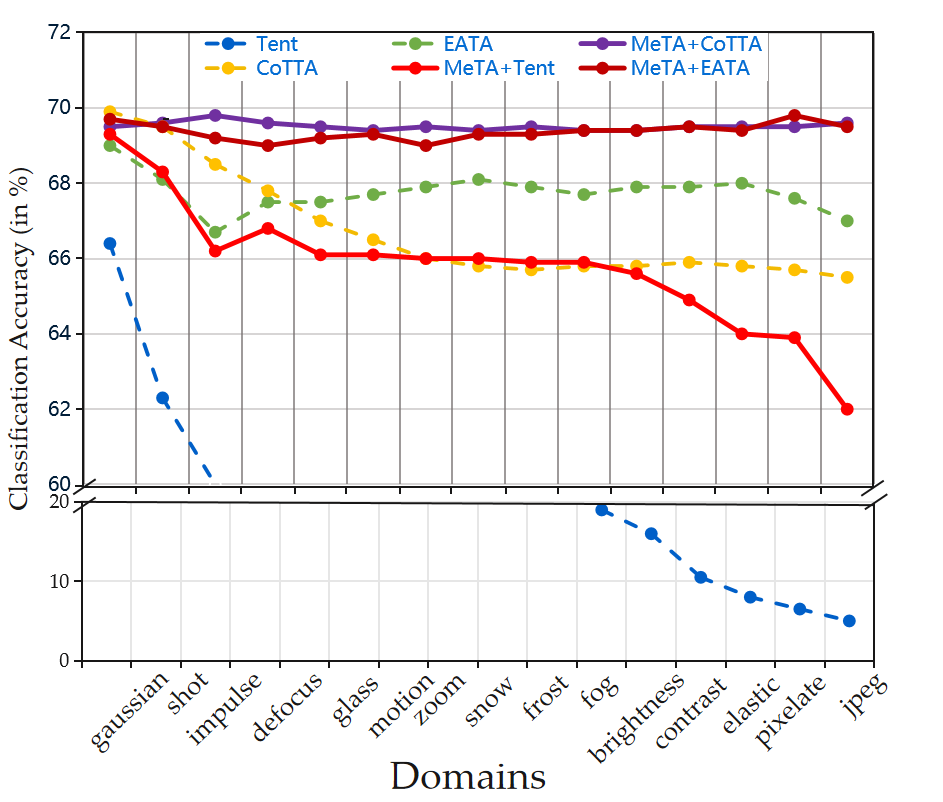 72
Tent EATA MeTA+CoTTA
CoTTA MeTA+Tent MeTA+EATA
70
68
66
64
62
60
20
10
0
Classification Accuracy (in %)
gaussian shot impulse defocus glass motion zoom snow frost fog brightness contrast elastic pixelate jpeg
Domains